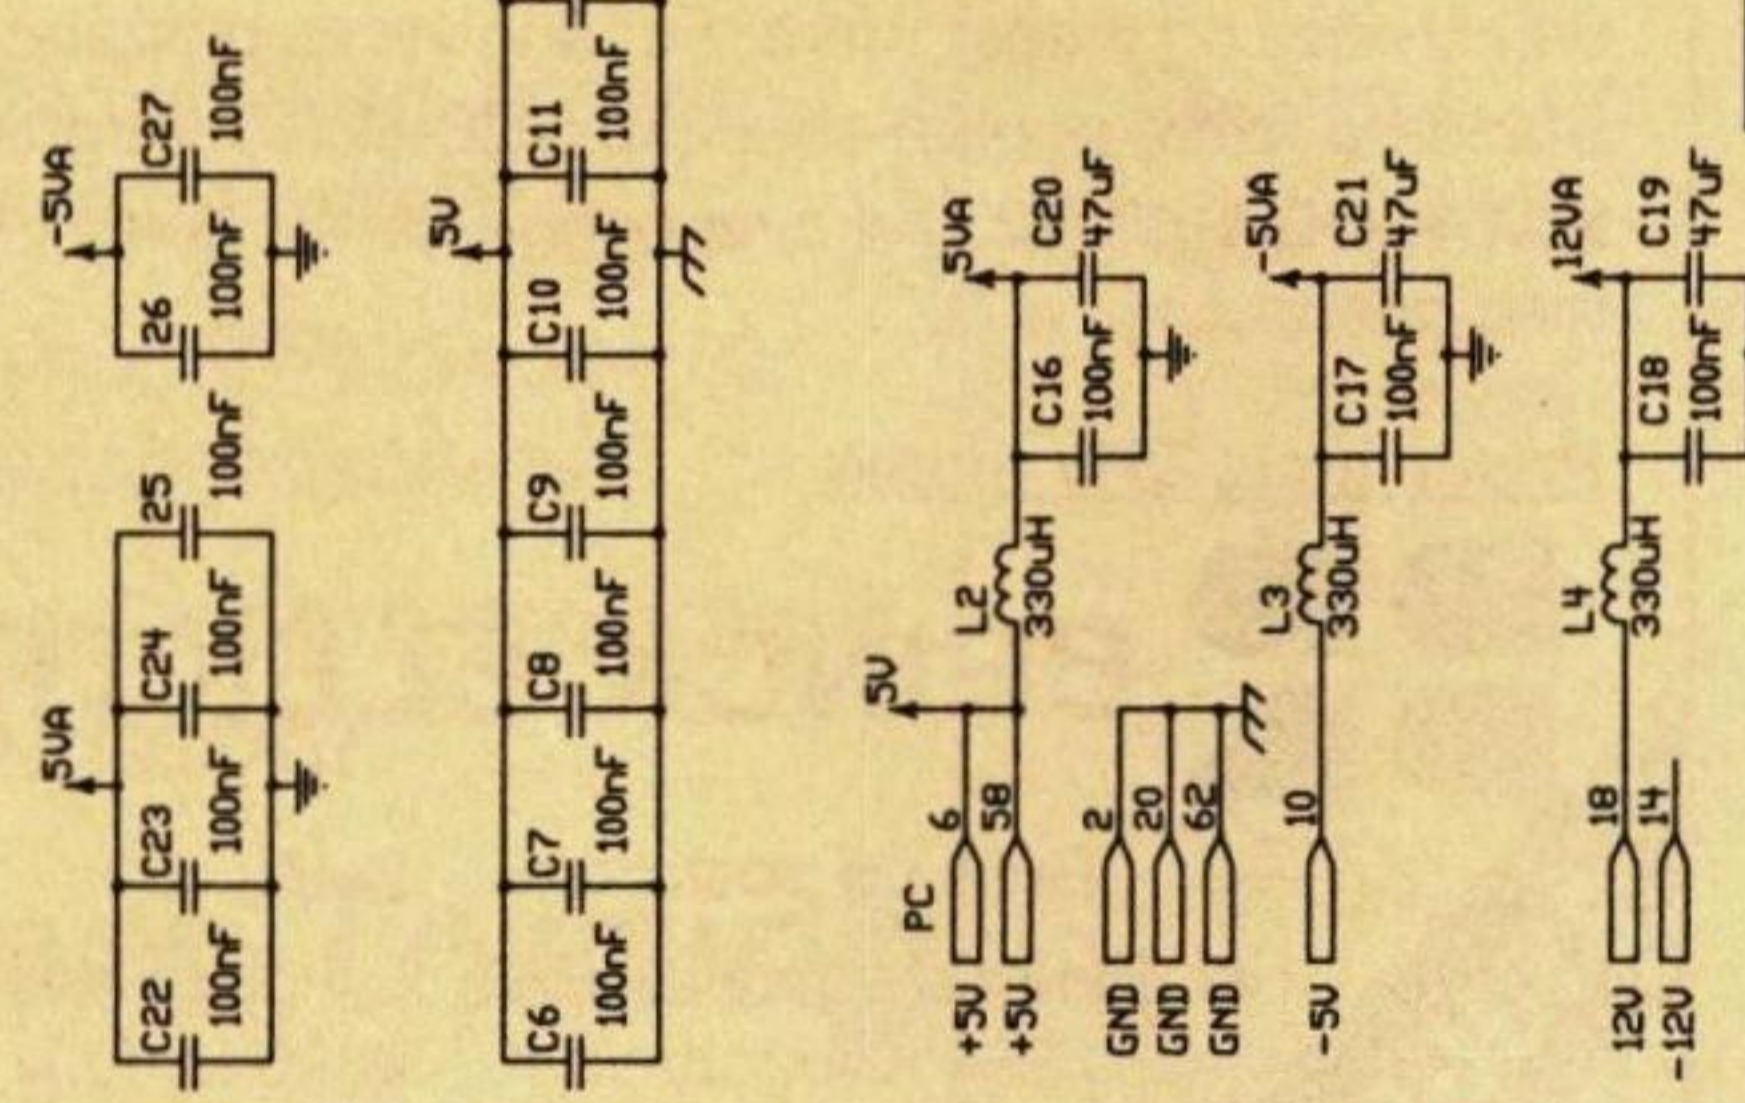 -5VA
26
100nF
C27
100nF
5VA
C22
100nF
C23
100nF
C24
100nF
25
100nF
5V
C6
100nF
C7
100nF
C8
100nF
C9
100nF
C10
100nF
C11
100nF
PC
5V
+5V
6
+5V
58
L2
330uH
5VA
C16
100nF
C20
47uF
GND
2
GND
20
GND
62
-5V
10
L3
330uH
-5VA
C17
100nF
C21
47uF
12V
18
-12V
14
L4
330uH
12VA
C18
100nF
C19
47uF